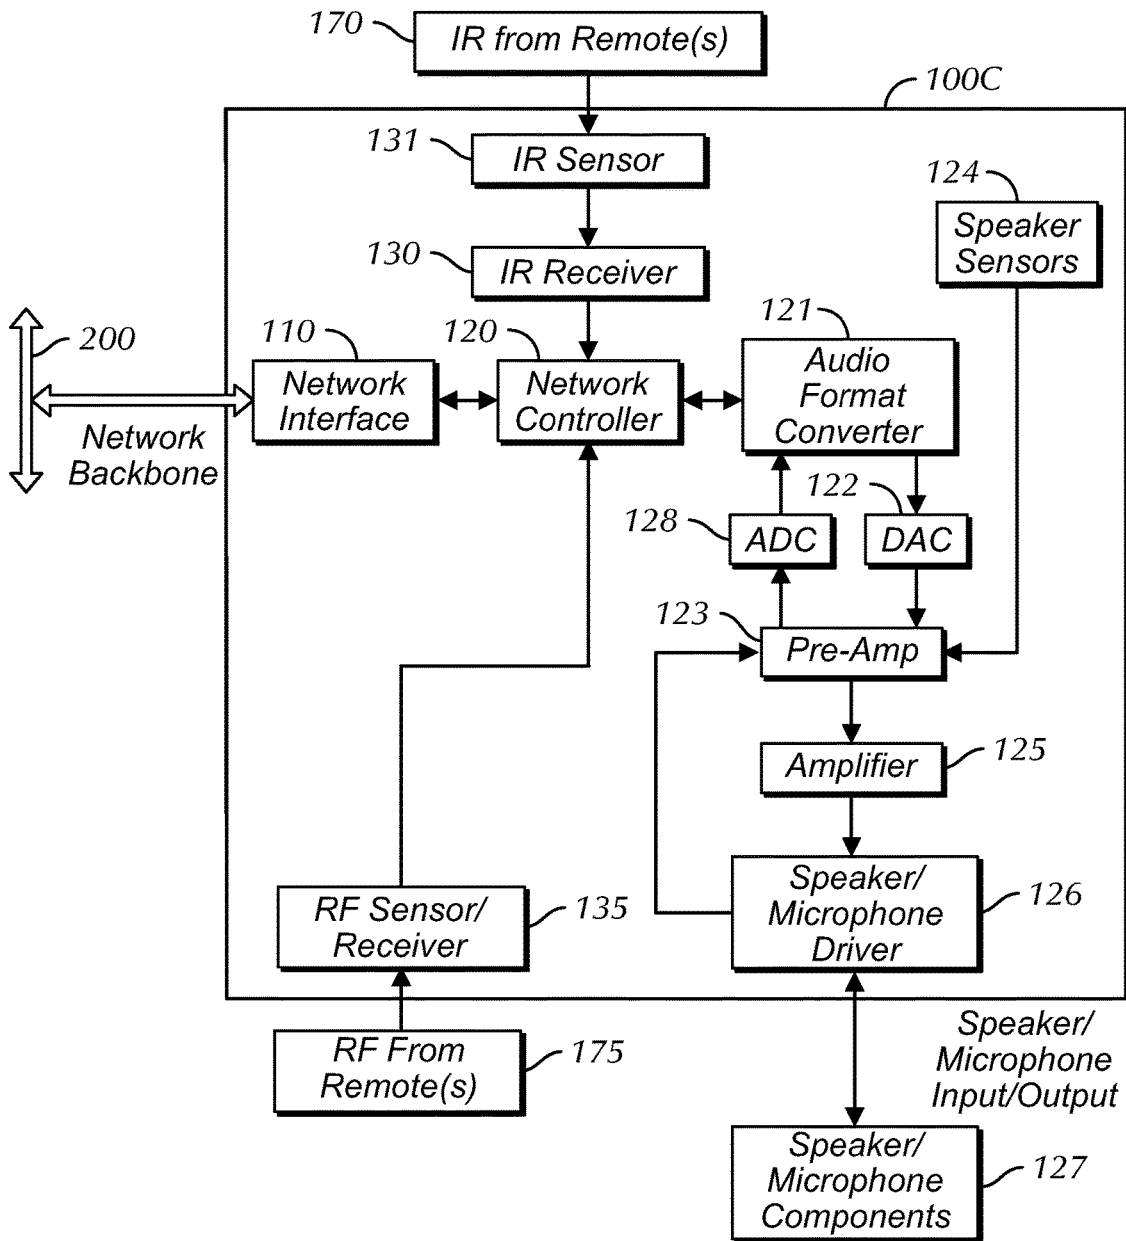 170
IR from Remote(s)
100C
131
IR Sensor
124
Speaker
Sensors
130
IR Receiver
200
110
120
121
Network
Interface
Network
Controller
Audio
Format
Converter
Network
Backbone
122
128
ADC
DAC
123
Pre-Amp
Amplifier
125
Speaker/
Microphone
Driver
126
RF Sensor/
Receiver
135
RF From
Remote(s)
175
Speaker/
Microphone
Input/Output
Speaker/
Microphone
Components
127